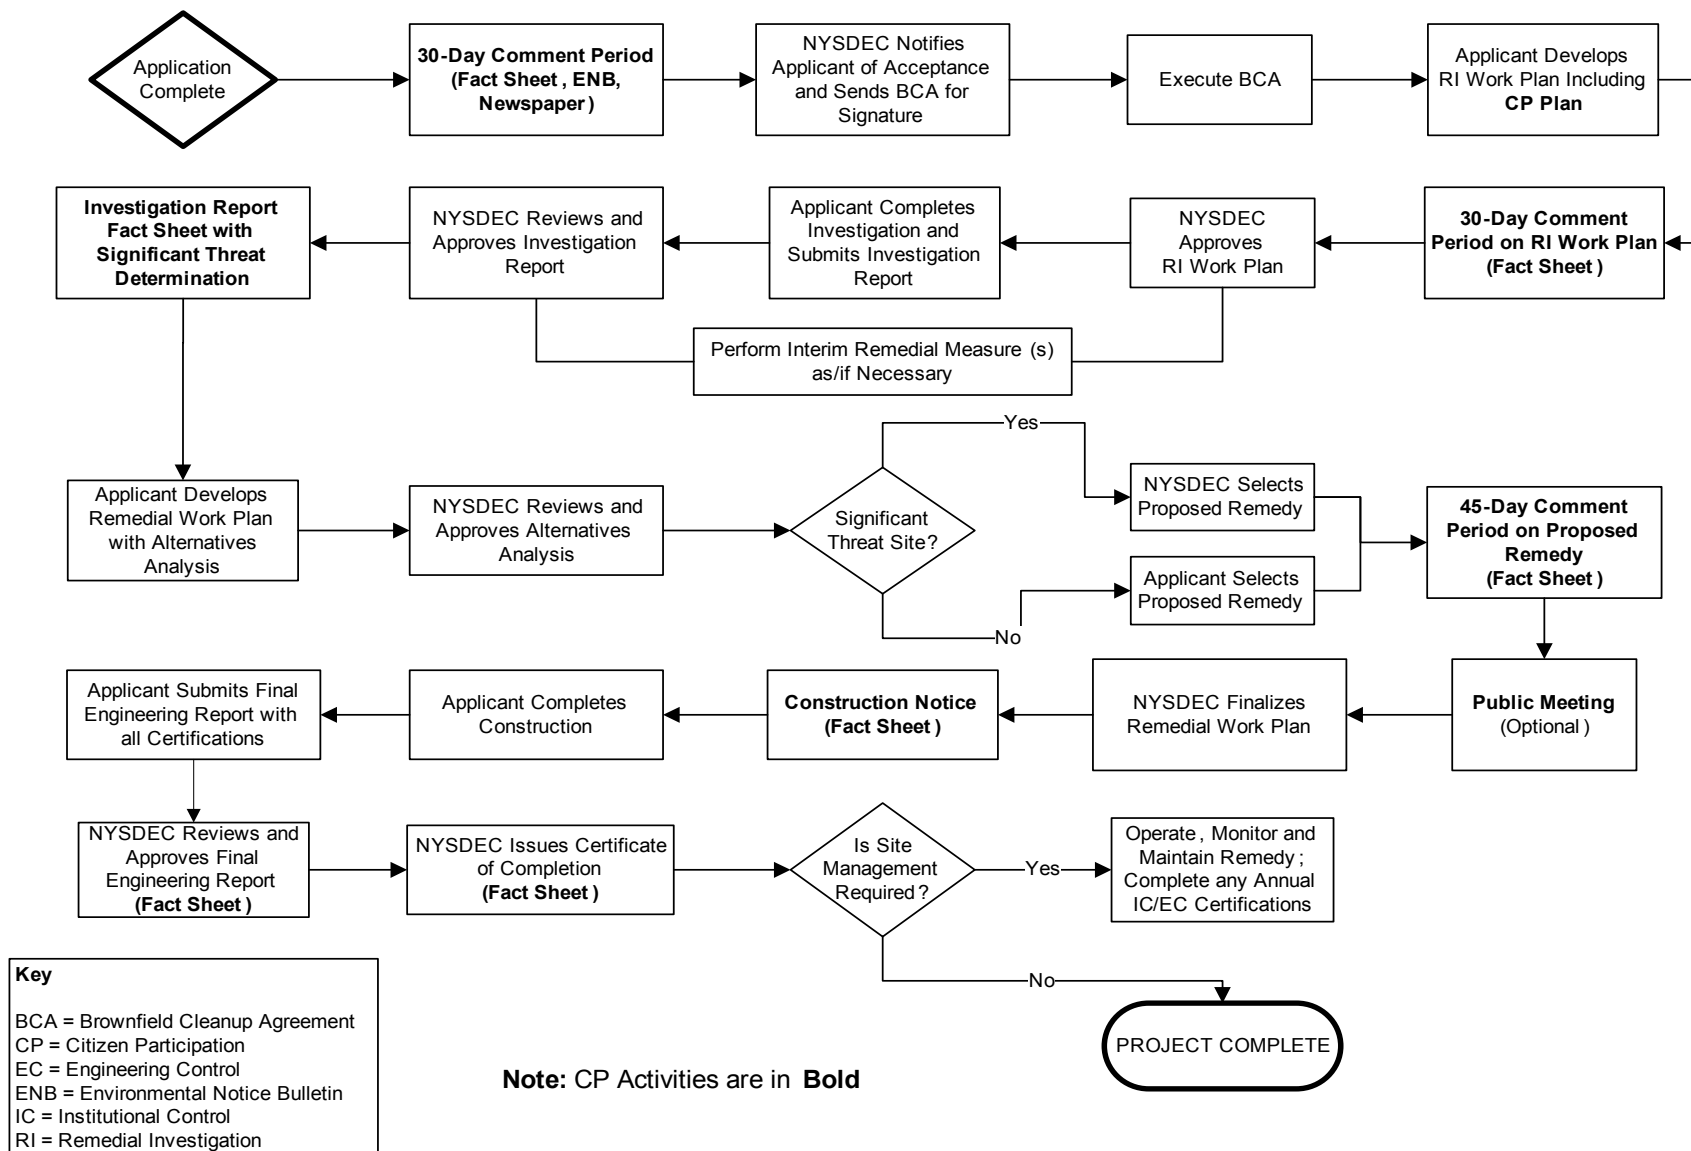 Application
Complete
30-Day Comment Period
(Fact Sheet , ENB,
Newspaper )
NYSDEC Notifies
Applicant of Acceptance
and Sends BCA for
Signature
Execute BCA
Applicant Develops
RI Work Plan Including
CP Plan
Investigation Report
Fact Sheet with
Significant Threat
Determination
NYSDEC Reviews and
Approves Investigation
Report
Applicant Completes
Investigation and
Submits Investigation
Report
NYSDEC
Approves
RI Work Plan
30-Day Comment
Period on RI Work Plan
(Fact Sheet )
Perform Interim Remedial Measure (s)
as/if Necessary
Applicant Develops
Remedial Work Plan
with Alternatives
Analysis
NYSDEC Reviews and
Approves Alternatives
Analysis
Significant
Threat Site?
Yes
No
NYSDEC Selects
Proposed Remedy
Applicant Selects
Proposed Remedy
45-Day Comment
Period on Proposed
Remedy
(Fact Sheet )
Applicant Submits Final
Engineering Report with
all Certifications
Applicant Completes
Construction
Construction Notice
(Fact Sheet )
NYSDEC Finalizes
Remedial Work Plan
Public Meeting
(Optional )
NYSDEC Reviews and
Approves Final
Engineering Report
(Fact Sheet )
NYSDEC Issues Certificate
of Completion
(Fact Sheet )
Is Site
Management
Required ?
Yes
No
Operate , Monitor and
Maintain Remedy ;
Complete any Annual
IC/EC Certifications
PROJECT COMPLETE
Key
BCA = Brownfield Cleanup Agreement
CP = Citizen Participation
EC = Engineering Control
ENB = Environmental Notice Bulletin
IC = Institutional Control
RI = Remedial Investigation
Note: CP Activities are in Bold